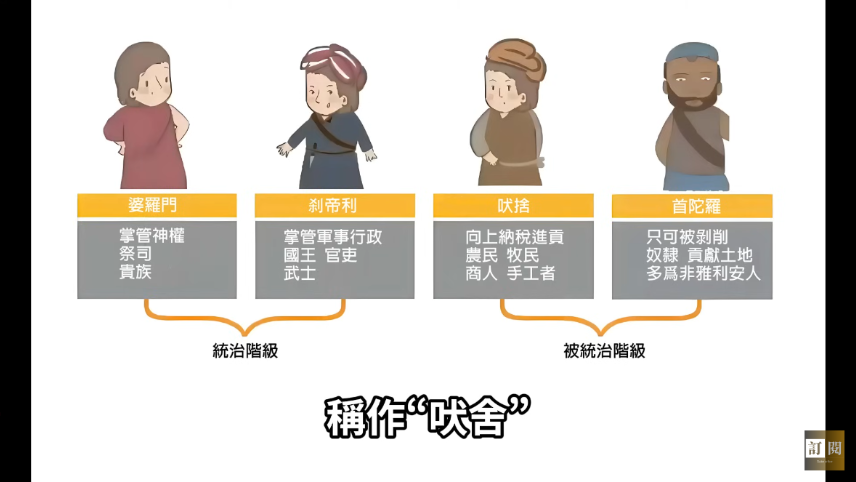 婆羅門
掌管神權
祭司
貴族
刹帝利
掌管軍事行政
國王 官吏
武士
吠捨
向上納稅進貢
農民 牧民
商人 手工者
首陀羅
只可被剝削
奴隸 貢獻土地
多爲非雅利安人
統治階級
被統治階級
稱作“吠舍”
訂閱